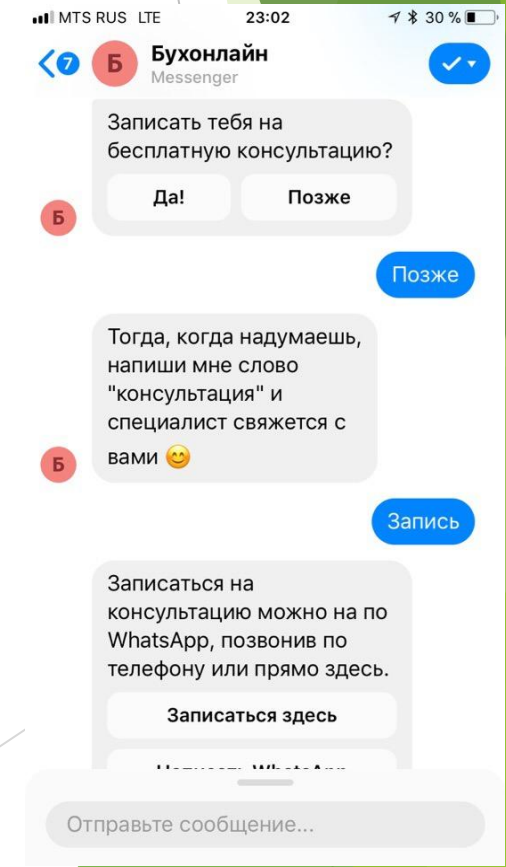 MTS RUS LTE 23:02 30 %
7 Б Бухонлайн
Messenger
Записать тебя на
бесплатную консультацию?
Да! Позже
Б
Позже
Тогда, когда надумаешь,
напиши мне слово
"консультация" и
специалист свяжется с
вами 😊
Б
Запись
Записаться на
консультацию можно на по
WhatsApp, позвонив по
телефону или прямо здесь.
Записаться здесь
Отправьте сообщение...